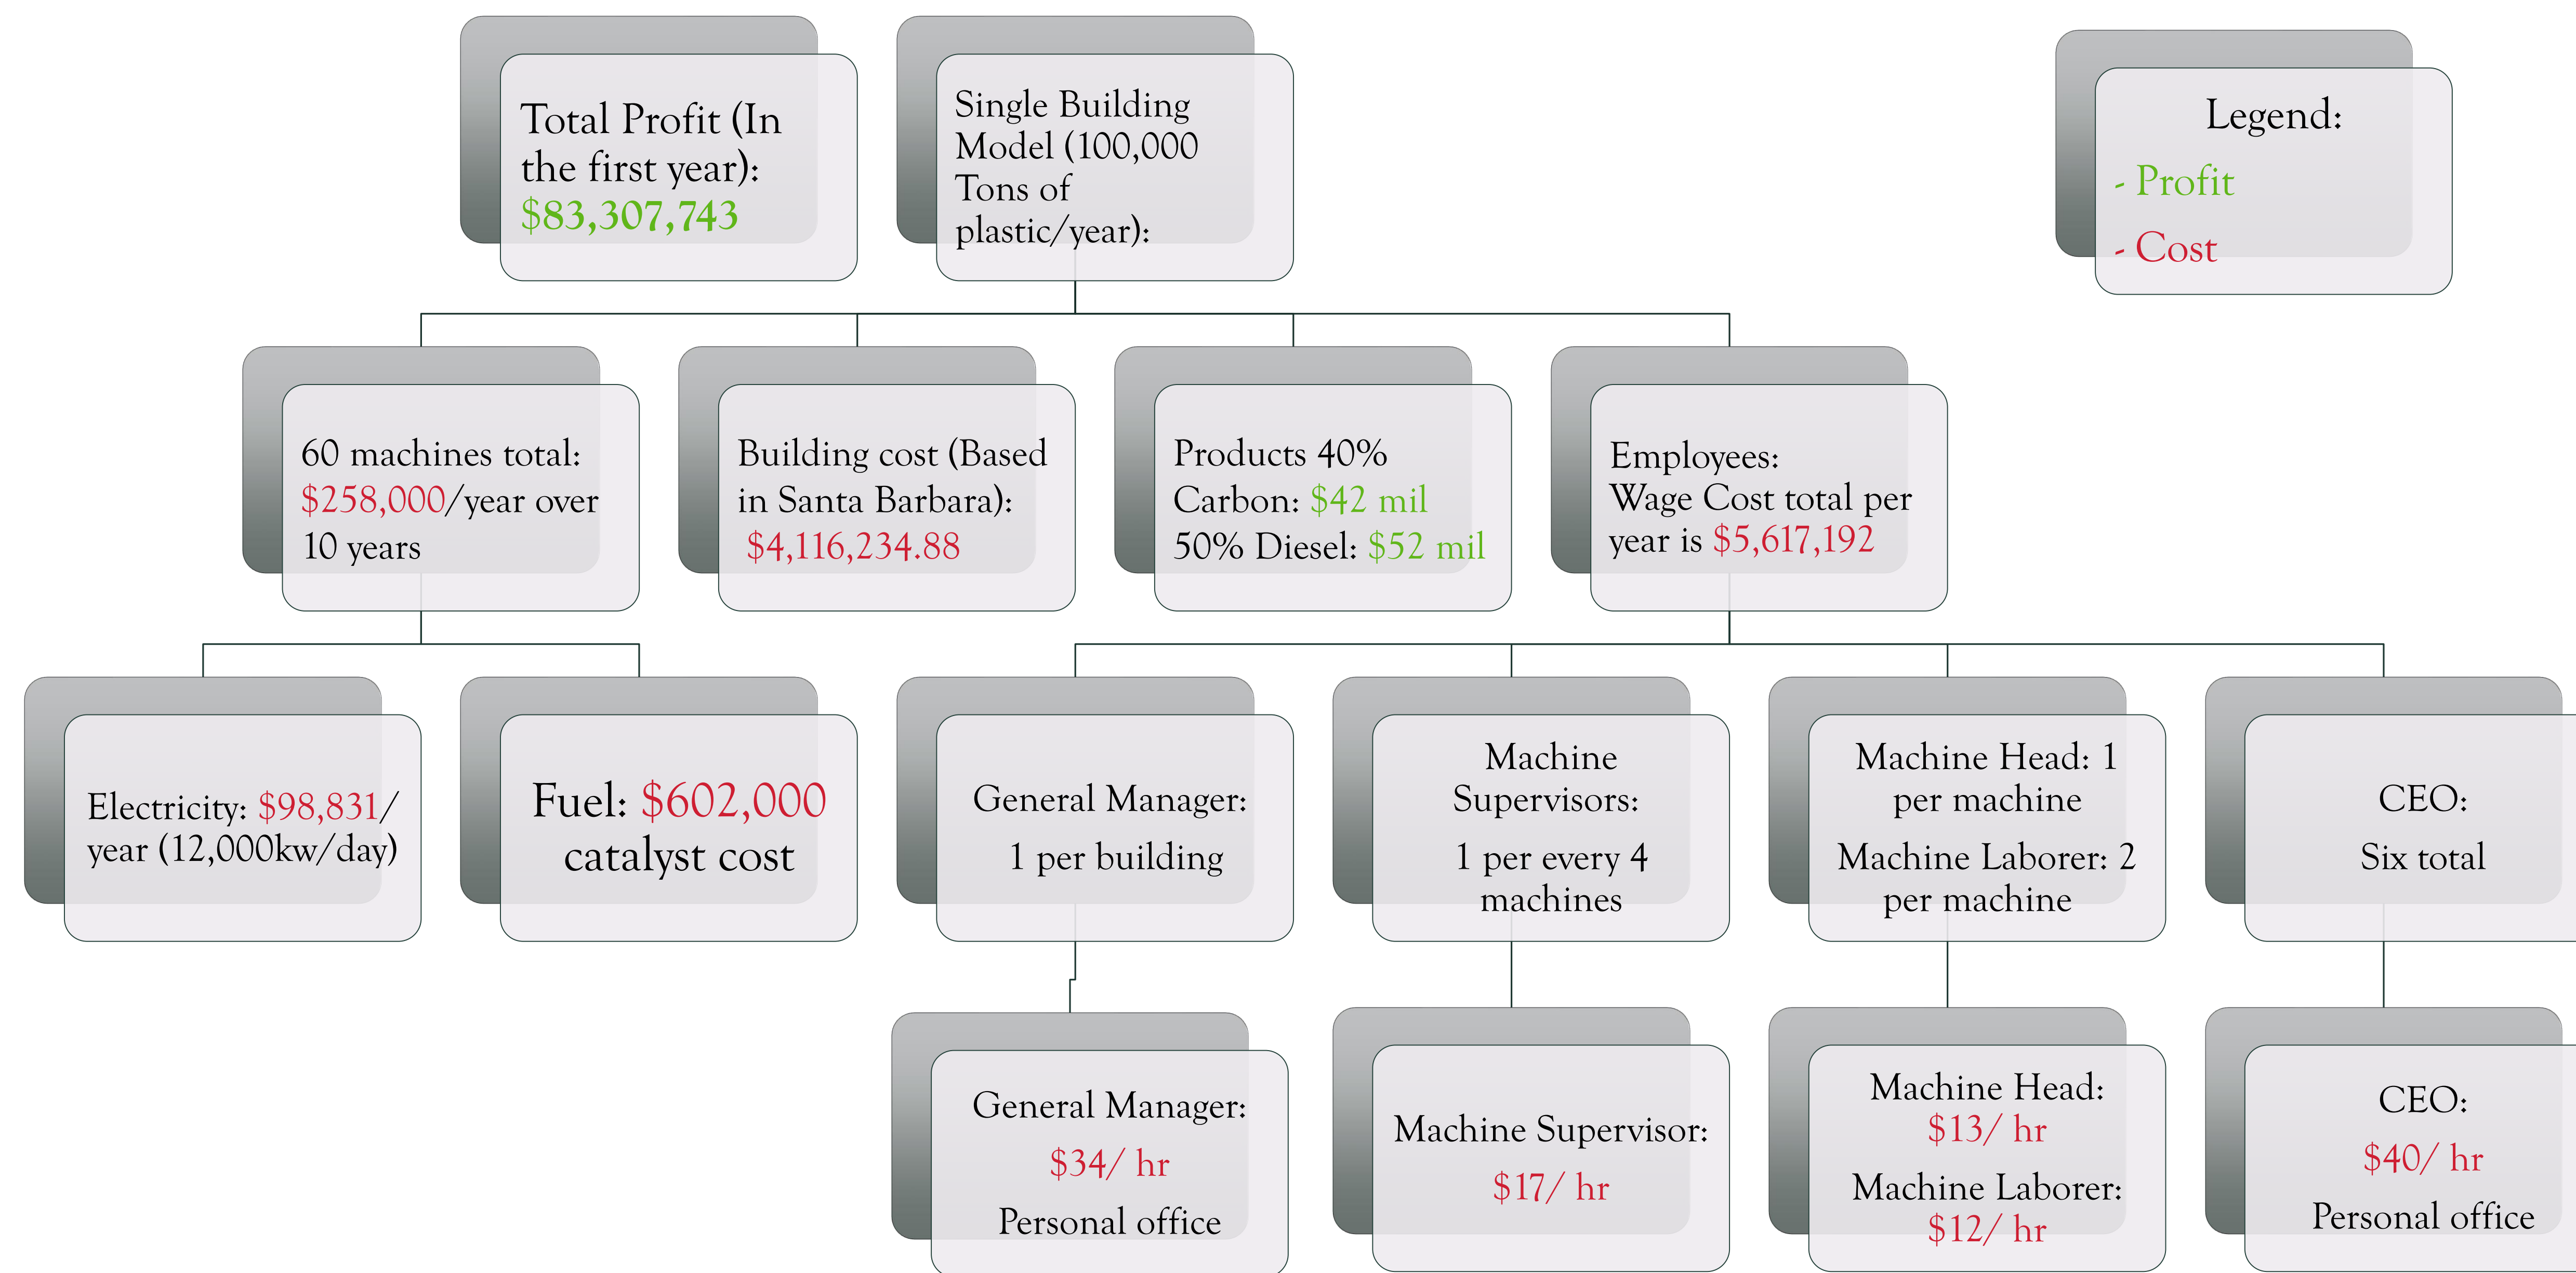 Total Profit (In
the first year):
$83,307,743
Single Building
Model (100,000
Tons of
plastic/year):
Legend:
- Profit
- Cost
60 machines total:
$258,000/year over
10 years
Building cost (Based
in Santa Barbara):
$4,116,234.88
Products 40%
Carbon: $42 mil
50% Diesel: $52 mil
Employees:
Wage Cost total per
year is $5,617,192
Electricity: $98,831/
year (12,000kw/day)
Fuel: $602,000
catalyst cost
General Manager:
1 per building
Machine
Supervisors:
1 per every 4
machines
Machine Head: 1
per machine
Machine Laborer: 2
per machine
CEO:
Six total
General Manager:
$34/ hr
Personal office
Machine Supervisor:
$17/ hr
Machine Head:
$13/ hr
Machine Laborer:
$12/ hr
CEO:
$40/ hr
Personal office